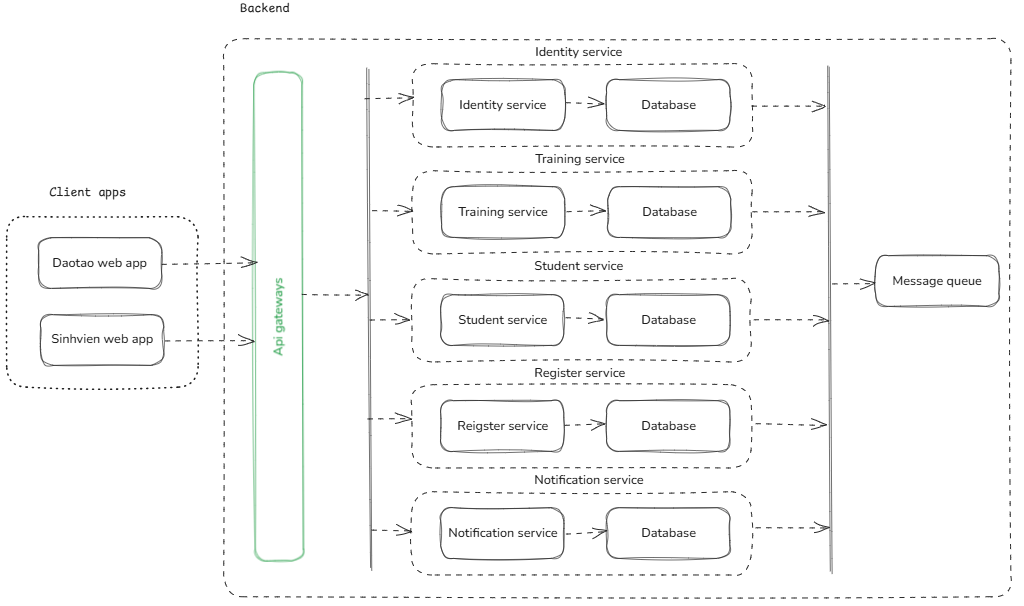 Backend
Client apps
Daotao web app
Sinhvien web app
Api gateways
Identity service
Identity service
Database
Training service
Training service
Database
Student service
Student service
Database
Register service
Reigster service
Database
Notification service
Notification service
Database
Message queue